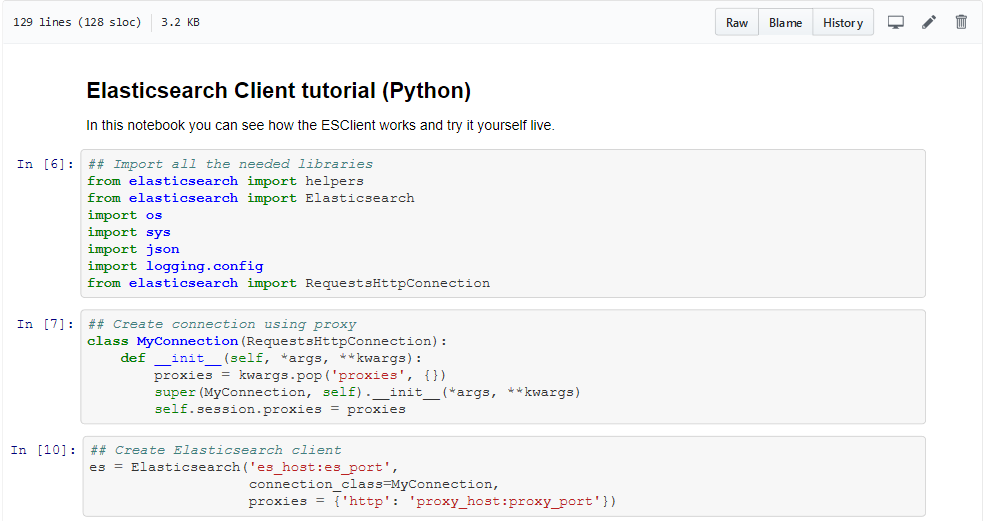 129 lines (128 sloc) 3.2 KB Raw Blame History
Elasticsearch Client tutorial (Python)
In this notebook you can see how the ESClient works and try it yourself live.
In [6]: ## Import all the needed libraries
from elasticsearch import helpers
from elasticsearch import Elasticsearch
import os
import sys
import json
import logging.config
from elasticsearch import RequestsHttpConnection
In [7]: ## Create connection using proxy
class MyConnection(RequestsHttpConnection):
    def __init__(self, *args, **kwargs):
        proxies = kwargs.pop('proxies', {})
        super(MyConnection, self).__init__(*args, **kwargs)
        self.session.proxies = proxies
In [10]: ## Create Elasticsearch client
es = Elasticsearch('es_host:es_port',
                   connection_class=MyConnection,
                   proxies = {'http': 'proxy_host:proxy_port'})